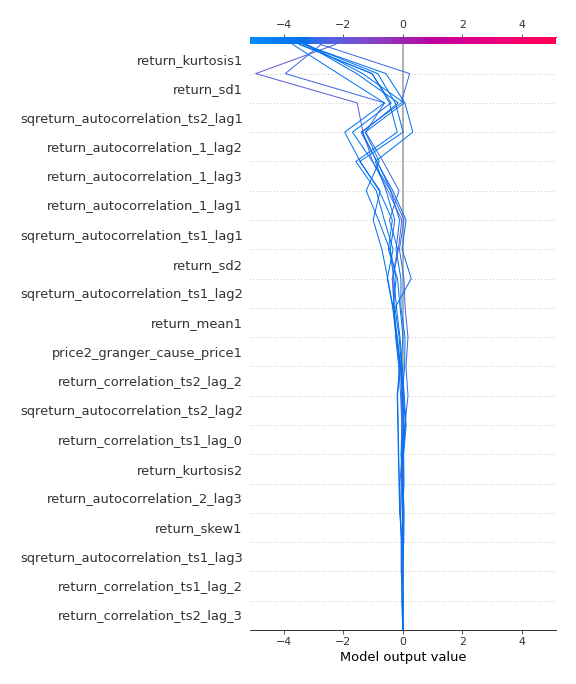 −4 −2 0 2 4
return_kurtosis1
return_sd1
sqreturn_autocorrelation_ts2_lag1
return_autocorrelation_1_lag2
return_autocorrelation_1_lag3
return_autocorrelation_1_lag1
sqreturn_autocorrelation_ts1_lag1
return_sd2
sqreturn_autocorrelation_ts1_lag2
return_mean1
price2_granger_cause_price1
return_correlation_ts2_lag_2
sqreturn_autocorrelation_ts2_lag2
return_correlation_ts1_lag_0
return_kurtosis2
return_autocorrelation_2_lag3
return_skew1
sqreturn_autocorrelation_ts1_lag3
return_correlation_ts1_lag_2
return_correlation_ts2_lag_3
−4 −2 0 2 4
Model output value